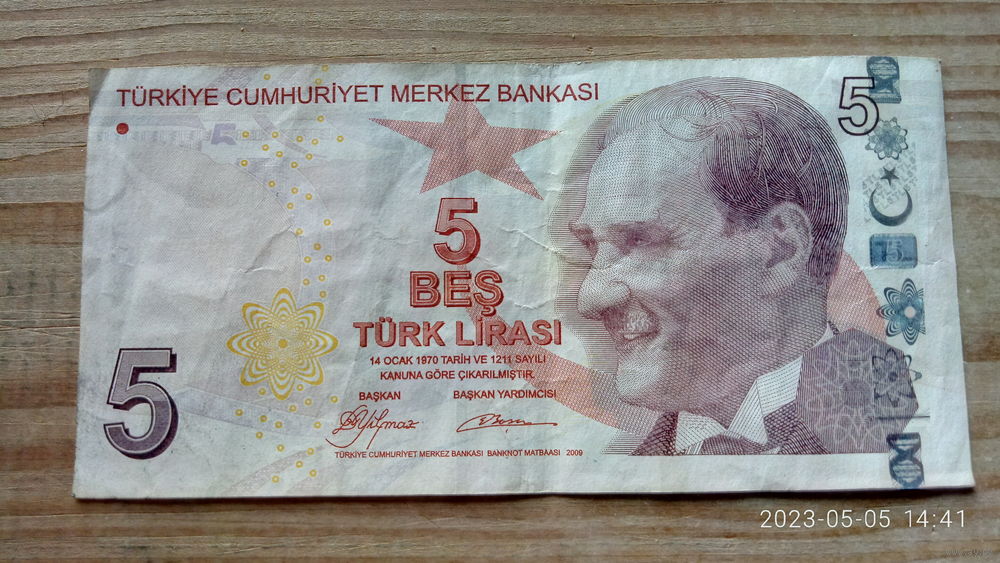 TÜRKİYE CUMHURİYET MERKEZ BANKASI
5
5
5
BEŞ
TÜRK LİRASI
14 OCAK 1970 TARİH VE 1211 SAYILI
KANUNA GÖRE ÇIKARILMIŞTIR.
BAŞKAN BAŞKAN YARDIMCISI
5
TÜRKİYE CUMHURİYET MERKEZ BANKASI BANKNOT MATBAASI 2009
2023-05-05 14:41